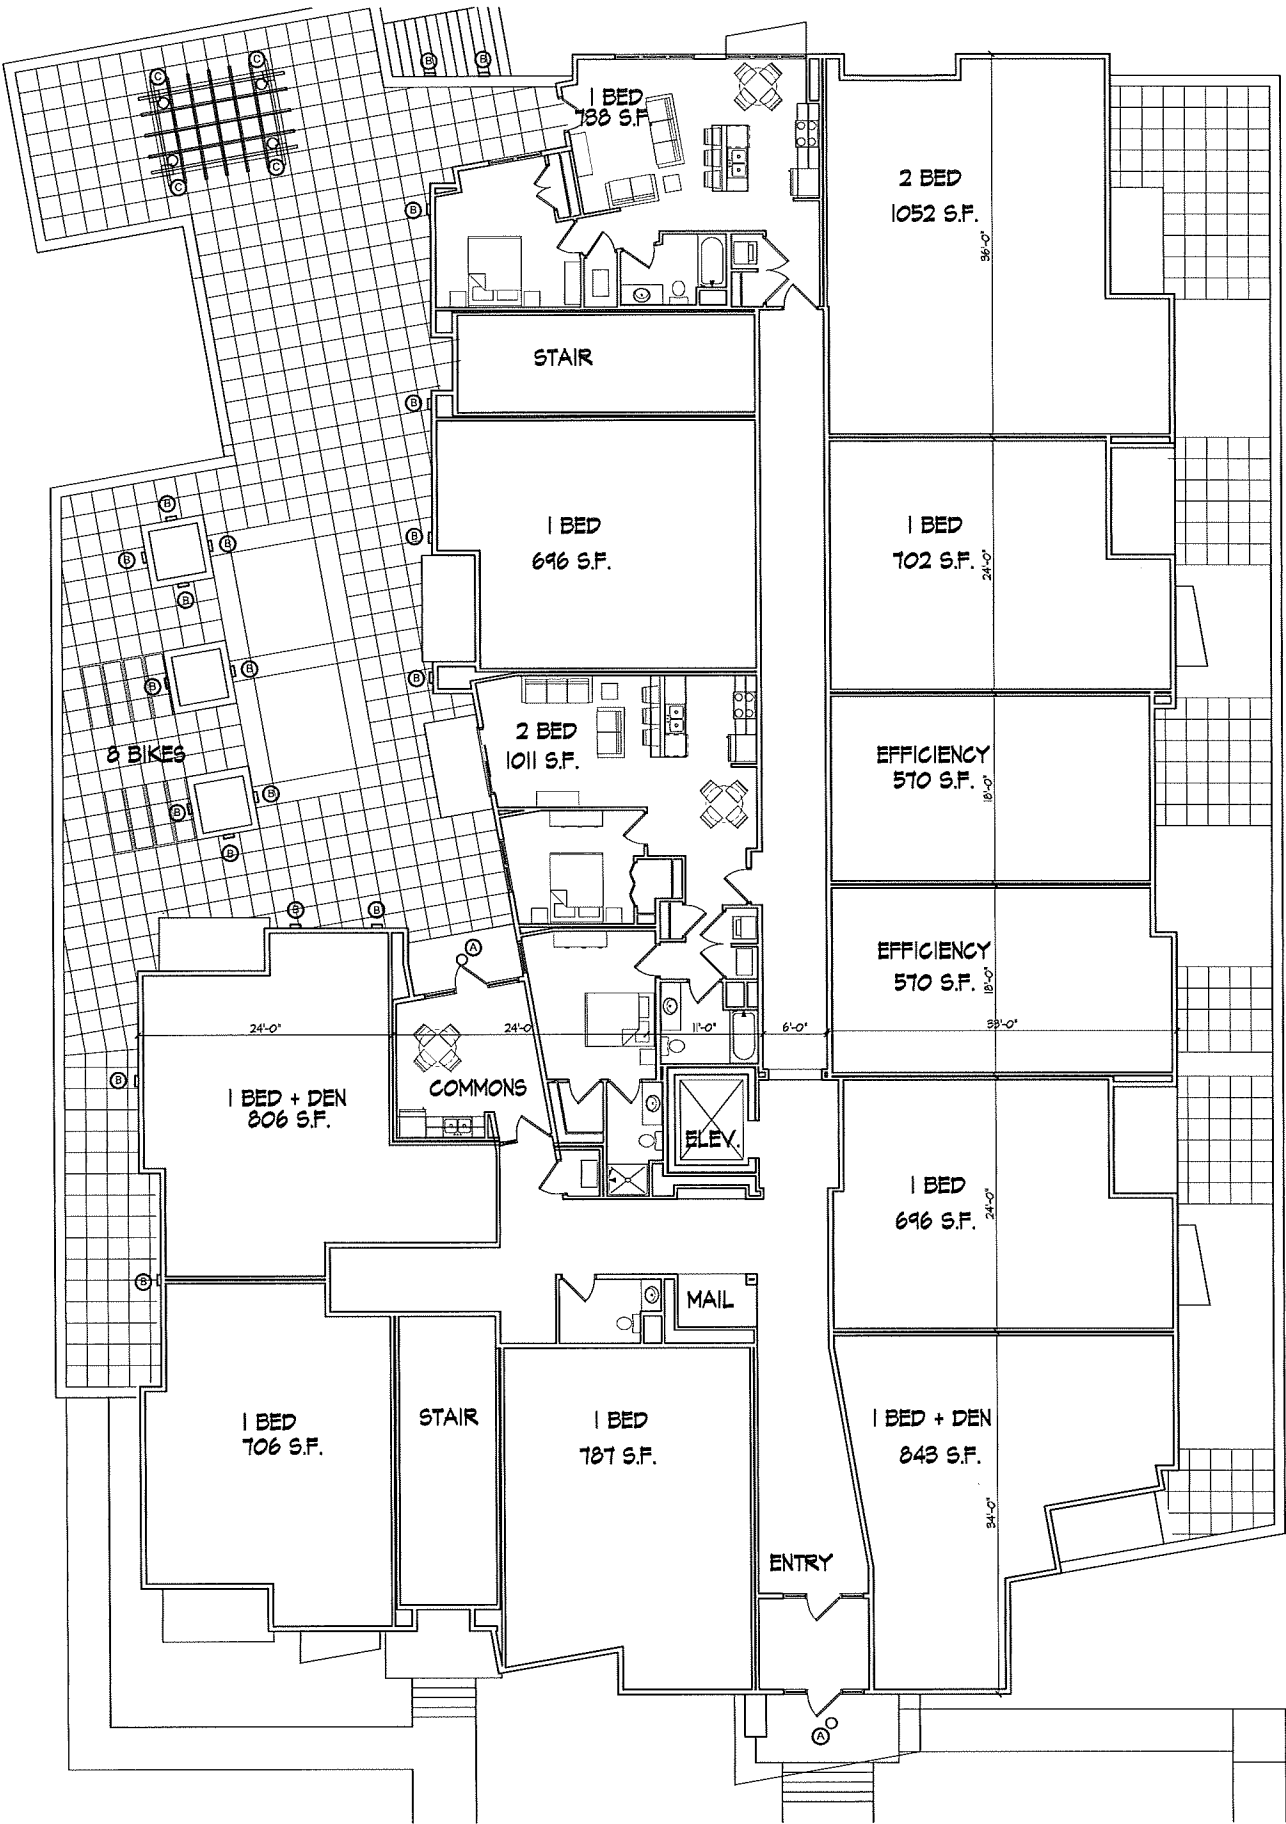 C
C
C
C
B
B
1 BED
788 S.F.
2 BED
1052 S.F.
36'-0"
B
STAIR
B
1 BED
696 S.F.
B
1 BED
702 S.F.
24'-0"
B
B
B
B
B
B
B
2 BED
1011 S.F.
8 BIKES
EFFICIENCY
570 S.F.
18'-0"
B
B
B
B
B
A
EFFICIENCY
570 S.F.
18'-0"
24'-0"
24'-0
11'-0"
6'-0"
33'-0"
B
1 BED + DEN
806 S.F.
COMMONS
ELEV.
1 BED
696 S.F.
24'-0"
B
MAIL
1 BED
706 S.F.
STAIR
1 BED
787 S.F.
1 BED + DEN
843 S.F.
34'-0"
ENTRY
A